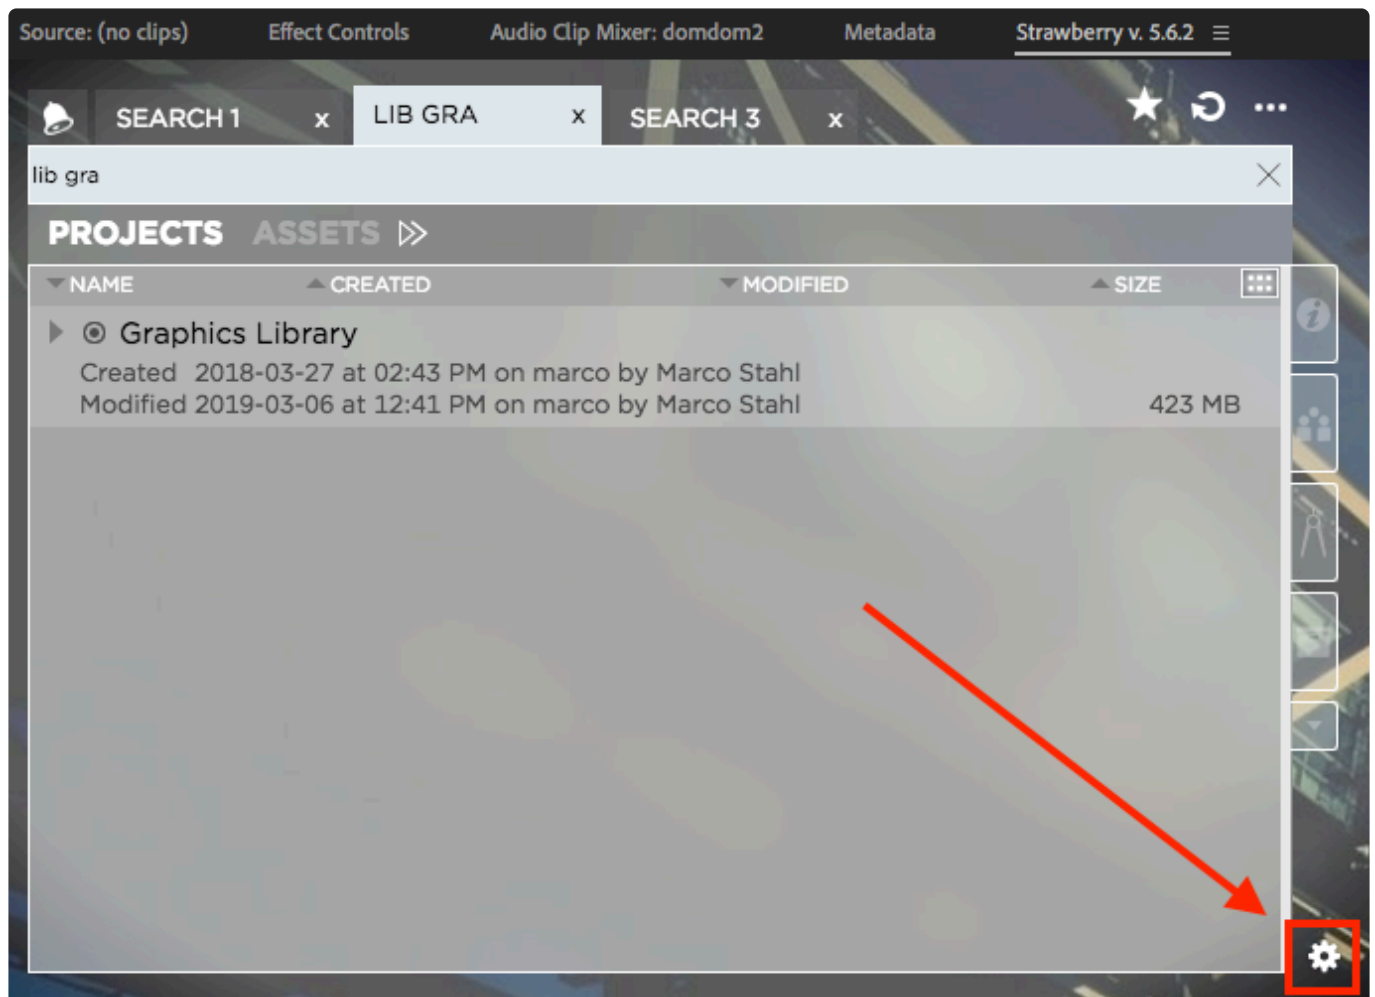 Source: (no clips) Effect Controls Audio Clip Mixer: domdom2 Metadata Strawberry v. 5.6.2
SEARCH 1 x LIB GRA x SEARCH 3 x
lib gra
PROJECTS ASSETS
NAME CREATED MODIFIED SIZE
Graphics Library
Created 2018-03-27 at 02:43 PM on marco by Marco Stahl
Modified 2019-03-06 at 12:41 PM on marco by Marco Stahl 423 MB